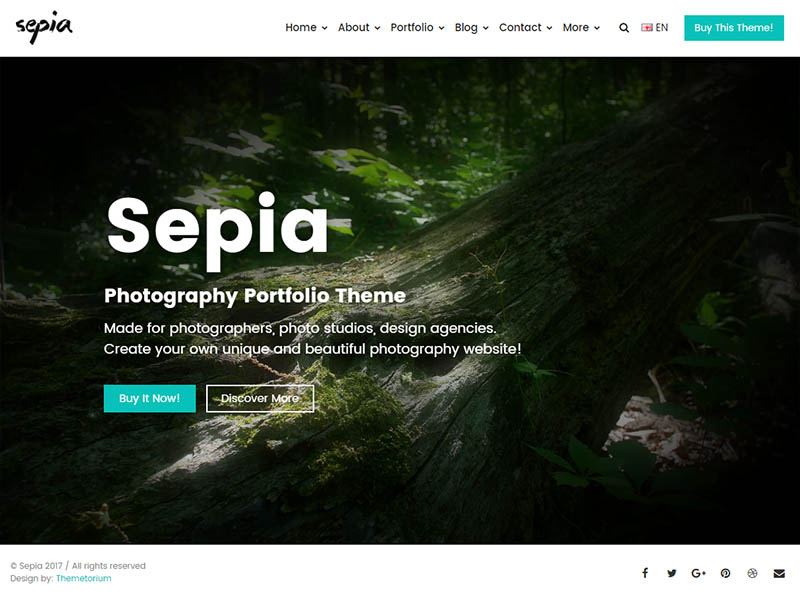 sepia
Home About Portfolio Blog Contact More EN Buy This Theme!
Sepia
Photography Portfolio Theme
Made for photographers, photo studios, design agencies.
Create your own unique and beautiful photography website!
Buy It Now! Discover More
© Sepia 2017 / All rights reserved
Design by: Themetorium